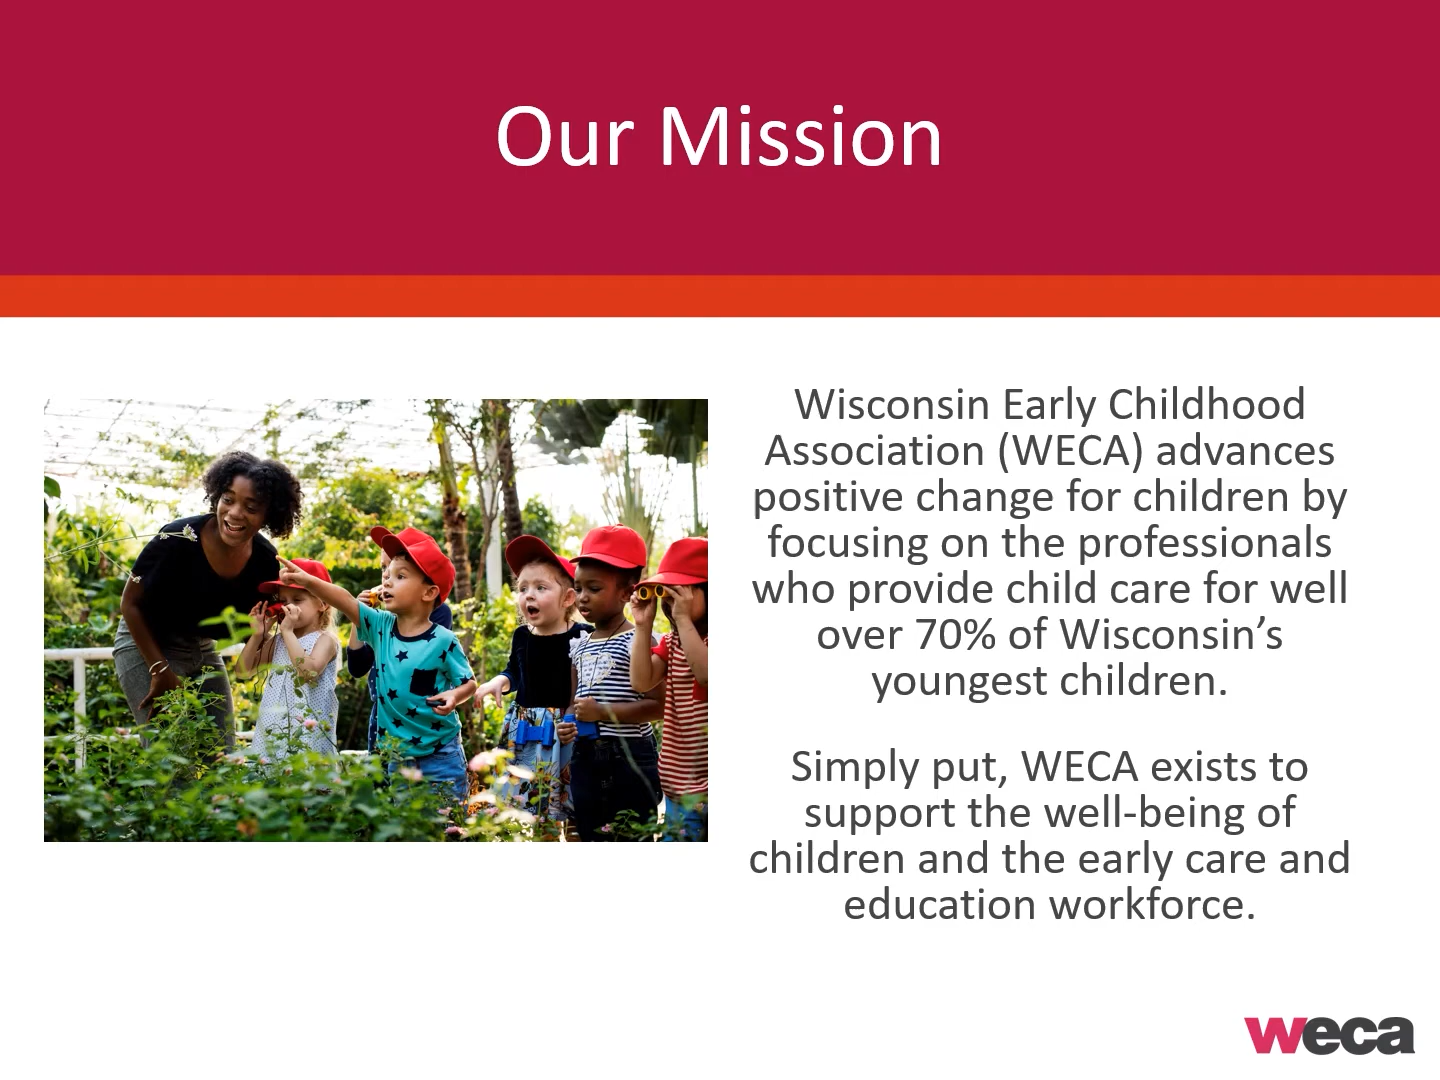 Our Mission
Wisconsin Early Childhood
Association (WECA) advances
positive change for children by
focusing on the professionals
who provide child care for well
over 70% of Wisconsin’s
youngest children.
Simply put, WECA exists to
support the well-being of
children and the early care and
education workforce.
weca